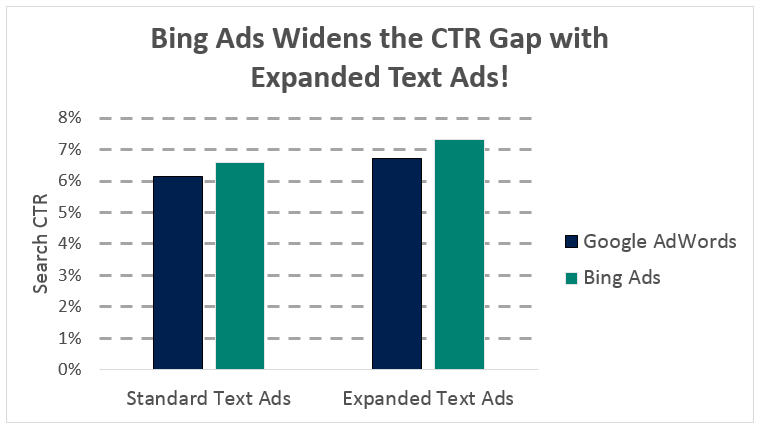 Bing Ads Widens the CTR Gap with
Expanded Text Ads!
8%
7%
6%
5%
4%
3%
2%
1%
0%
Search CTR
Standard Text Ads
Expanded Text Ads
Google AdWords
Bing Ads